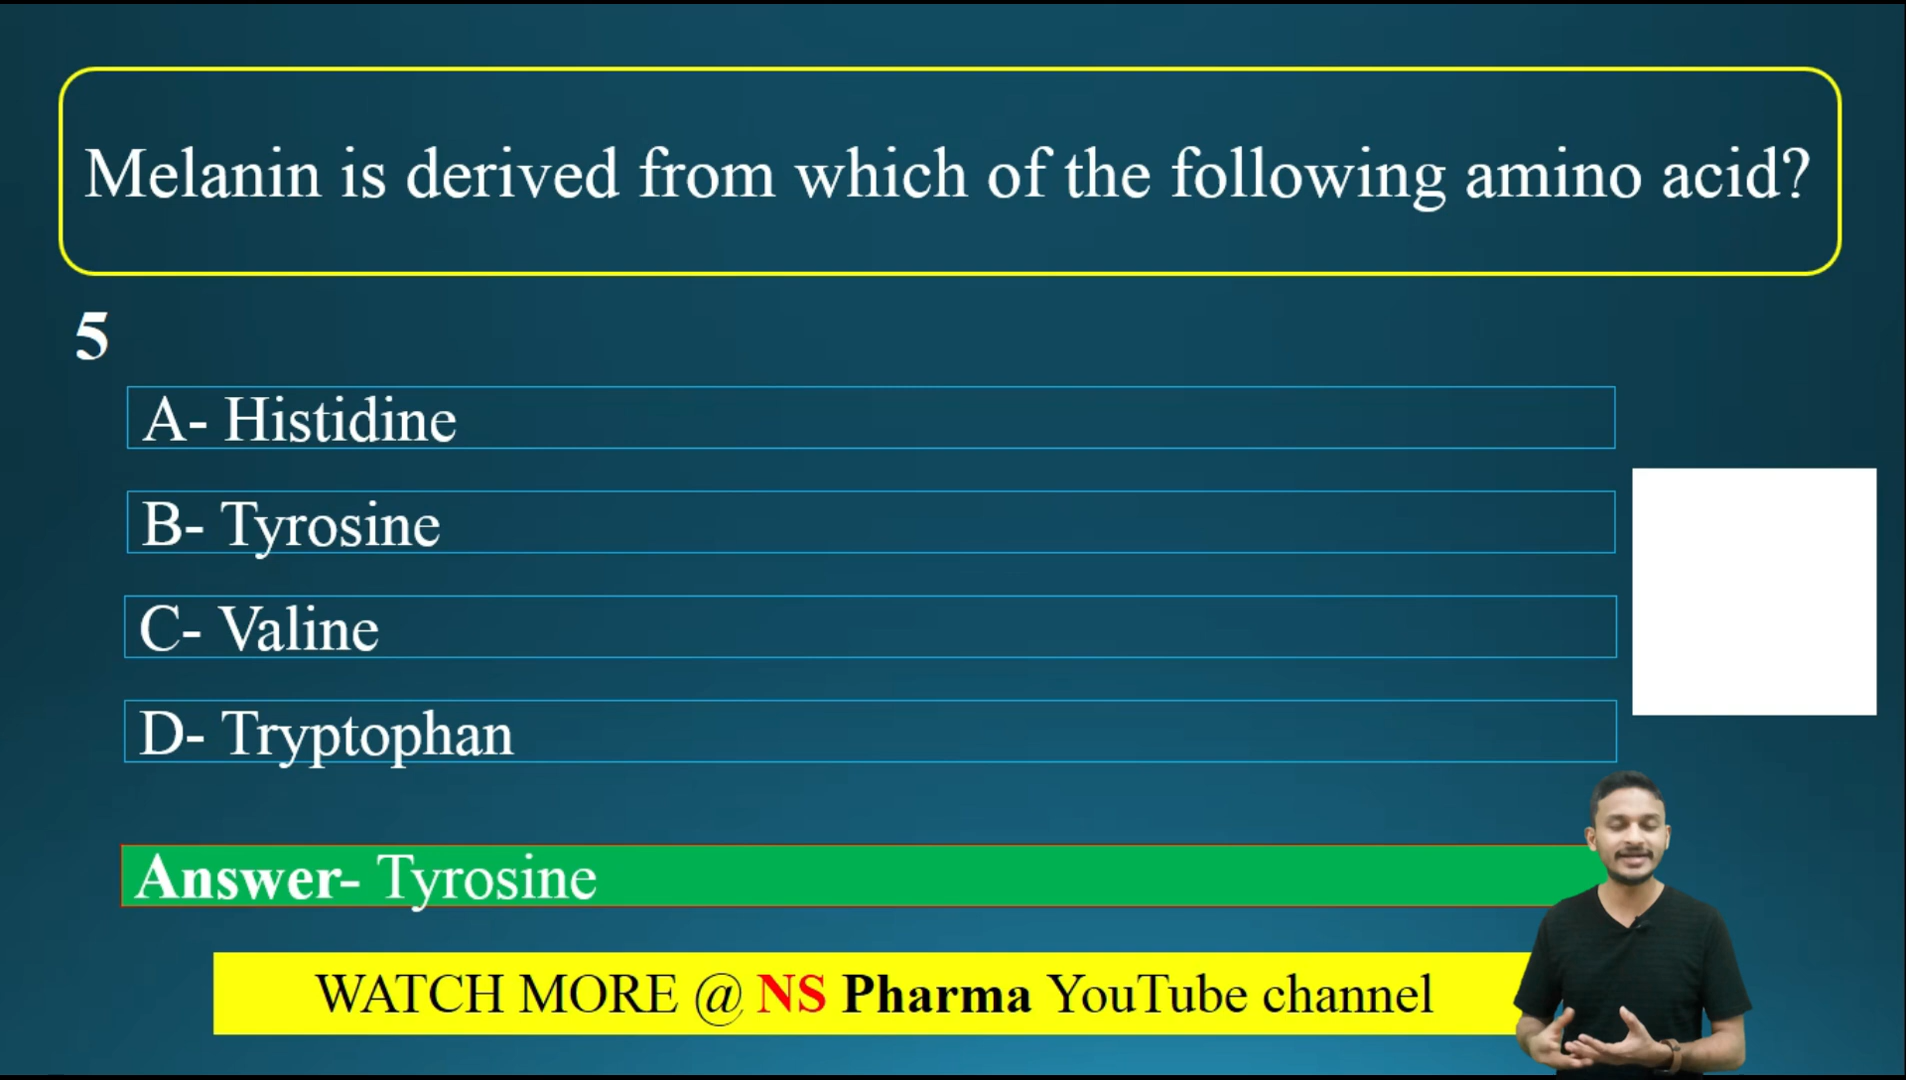 Melanin is derived from which of the following amino acid?
5
A- Histidine
B- Tyrosine
C- Valine
D- Tryptophan
Answer- Tyrosine
WATCH MORE @ NS Pharma YouTube channel